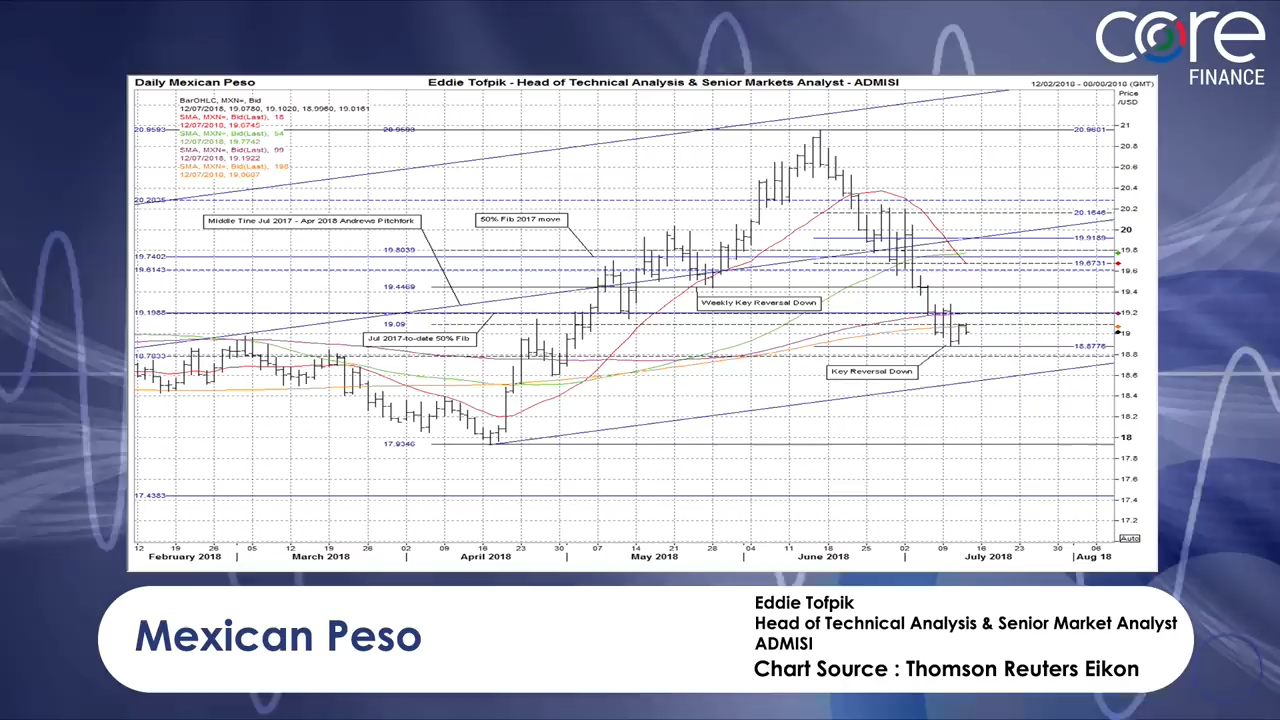 core
FINANCE
Daily Mexican Peso
Eddie Tofpik - Head of Technical Analysis & Senior Markets Analyst - ADMISI
(GMT)
Price
/USD
BarOHLC, MXN=, Bid
12/07/2018, 19.0780, 19.1020, 18.9960, 19.0161
SMA, MXN=, Bid(Last), 18
12/07/2018,
SMA, MXN=, Bid(Last), 54
12/07/2018, 19.7742
SMA, MXN=, Bid(Last), 99
12/07/2018, 19.1922
SMA, MXN=, Bid(Last),
12/07/2018,
20.9593
20.9601
21
20.8
20.6
20.4
20.2
20.1646
Middle Tine Jul 2017 - Apr 2018 Andrews Pitchfork
50% Fib 2017 move
20
19.9189
19.8039
19.8
19.7402
19.6731
19.6143
19.6
19.4469
19.4
Weekly Key Reversal Down
19.1988
19.2
19.09
Jul 2017-to-date 50% Fib
19
18.8776
18.7833
18.8
Key Reversal Down
18.6
18.4
18.2
17.9346
18
17.8
17.6
17.4383
17.4
17.2
Auto
12 19 26 05 12 19 26 02 09 16 23 30 07 14 21 28 04 11 18 25 02 09 16 23 30 06
February 2018 March 2018 April 2018 May 2018 June 2018 July 2018 Aug 18
Mexican Peso
Eddie Tofpik
Head of Technical Analysis & Senior Market Analyst
ADMISI
Chart Source : Thomson Reuters Eikon